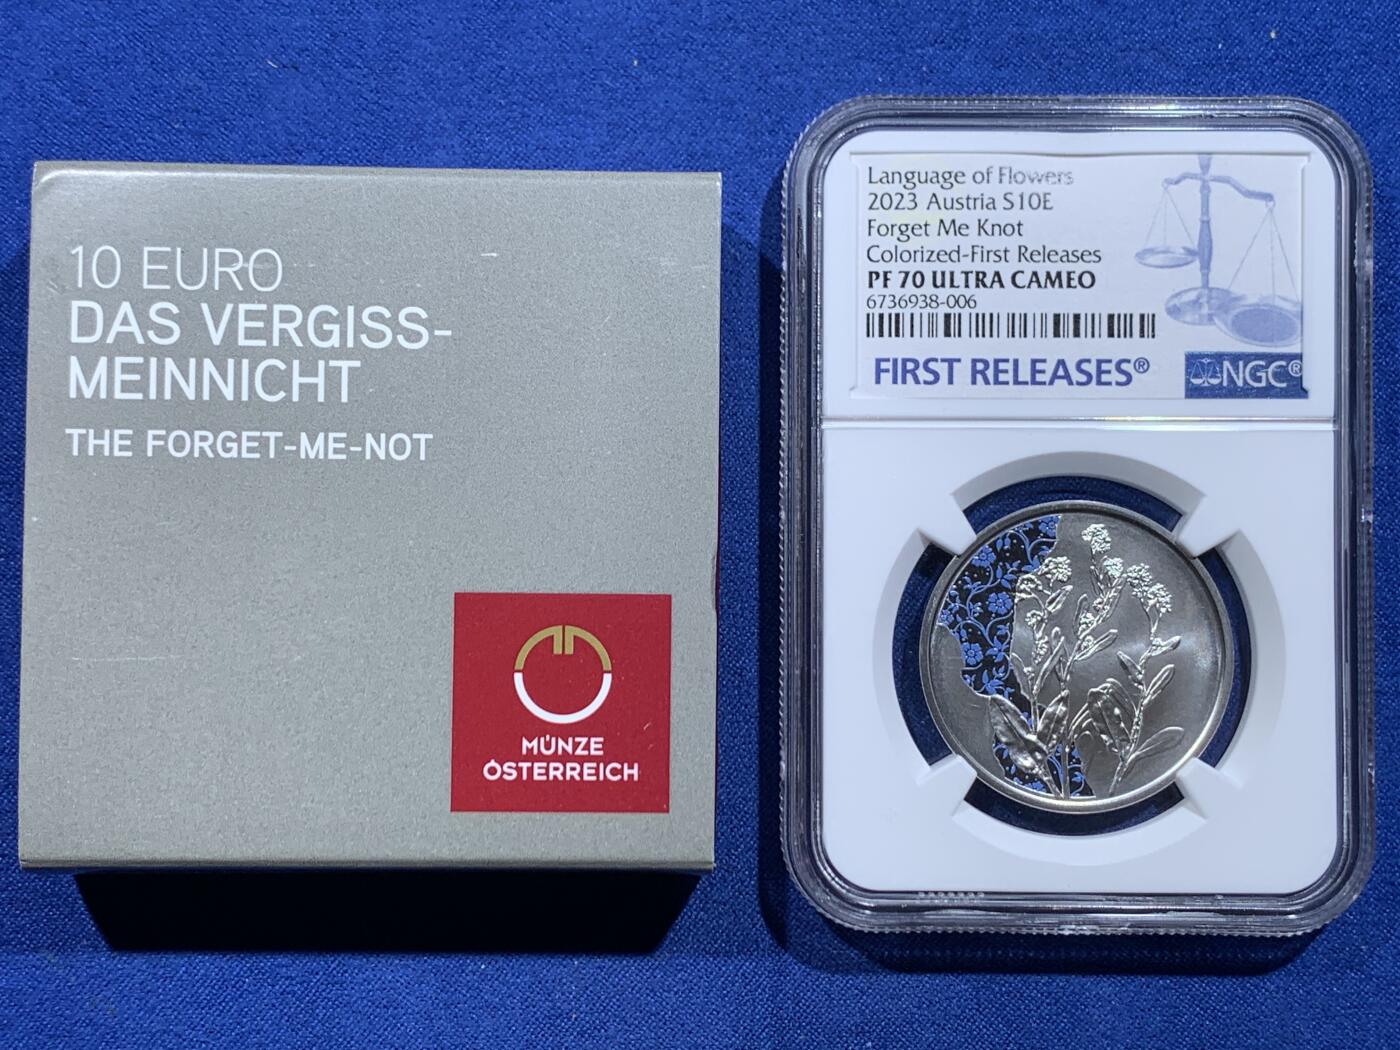 10 EURO
DAS VERGISS-
MEINNICHT
THE FORGET-ME-NOT
MÜNZE
ÖSTERREICH
Language of Flowers
2023 Austria S10E
Forget Me Knot
Colorized-First Releases
PF 70 ULTRA CAMEO
6736938-006
FIRST RELEASES®
NGC®